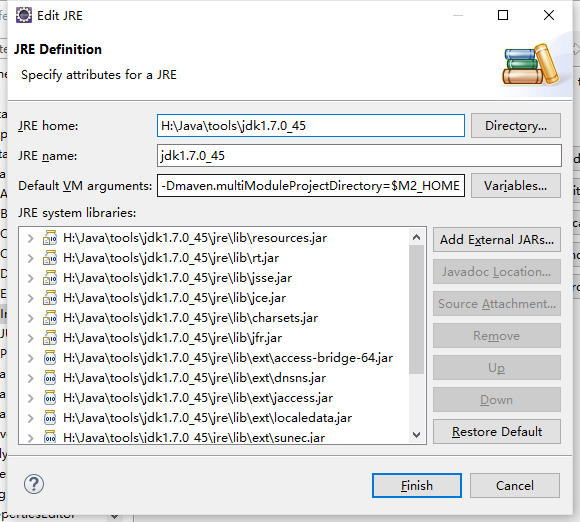 Edit JRE
JRE Definition
Specify attributes for a JRE
JRE home: H:\Java\tools\jdk1.7.0_45 Directory...
JRE name: jdk1.7.0_45
Default VM arguments: -Dmaven.multiModuleProjectDirectory=$M2_HOME Variables...
JRE system libraries:
H:\Java\tools\jdk1.7.0_45\jre\lib\resources.jar
H:\Java\tools\jdk1.7.0_45\jre\lib\rt.jar
H:\Java\tools\jdk1.7.0_45\jre\lib\jsse.jar
H:\Java\tools\jdk1.7.0_45\jre\lib\jce.jar
H:\Java\tools\jdk1.7.0_45\jre\lib\charsets.jar
H:\Java\tools\jdk1.7.0_45\jre\lib\jfr.jar
H:\Java\tools\jdk1.7.0_45\jre\lib\ext\access-bridge-64.jar
H:\Java\tools\jdk1.7.0_45\jre\lib\ext\dnsns.jar
H:\Java\tools\jdk1.7.0_45\jre\lib\ext\jaccess.jar
H:\Java\tools\jdk1.7.0_45\jre\lib\ext\localedata.jar
H:\Java\tools\jdk1.7.0_45\jre\lib\ext\sunec.jar
Add External JARs...
Javadoc Location...
Source Attachment...
Remove
Up
Down
Restore Default
Finish
Cancel